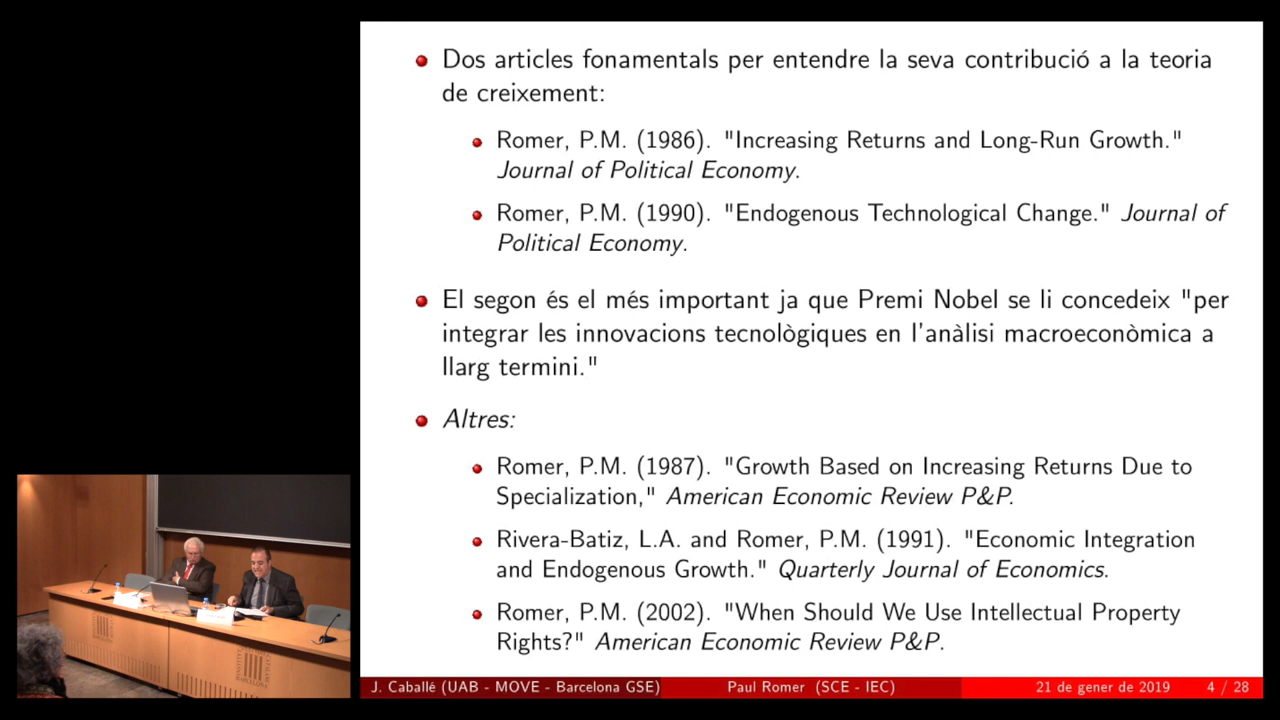 Dos articles fonamentals per entendre la seva contribució a la teoria
de creixement:
Romer, P.M. (1986). "Increasing Returns and Long-Run Growth."
Journal of Political Economy.
Romer, P.M. (1990). "Endogenous Technological Change." Journal of
Political Economy.
El segon és el més important ja que Premi Nobel se li concedeix "per
integrar les innovacions tecnològiques en l'anàlisi macroeconòmica a
llarg termini."
Altres:
Romer, P.M. (1987). "Growth Based on Increasing Returns Due to
Specialization," American Economic Review P&P.
Rivera-Batiz, L.A. and Romer, P.M. (1991). "Economic Integration
and Endogenous Growth." Quarterly Journal of Economics.
Romer, P.M. (2002). "When Should We Use Intellectual Property
Rights?" American Economic Review P&P.
J. Caballé (UAB - MOVE - Barcelona GSE) Paul Romer (SCE - IEC) 21 de gener de 2019 4 / 28